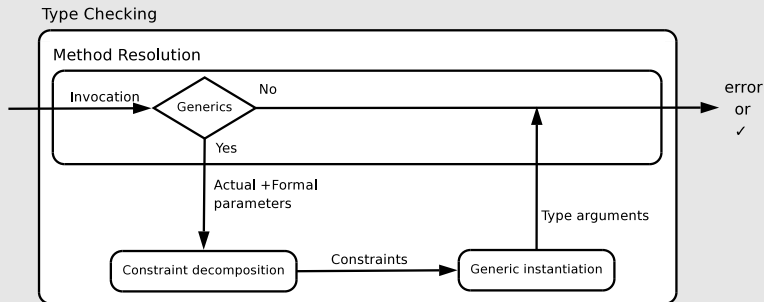 Type Checking
Method Resolution
Invocation
Generics
No
Yes
error
or
✓
Actual +Formal
parameters
Type arguments
Constraint decomposition
Constraints
Generic instantiation